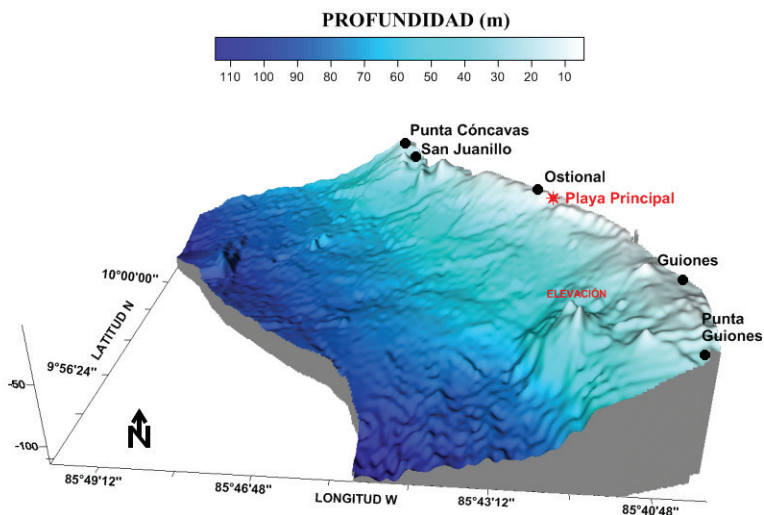 PROFUNDIDAD (m)
110 100 90 80 70 60 50 40 30 20 10
Punta Cóncavas
San Juanillo
Ostional
Playa Principal
Guiones
ELEVACIÓN
Punta
Guiones
10°00'00"
LATITUD N
9°56'24"
-50
-100
N
85°49'12"
85°46'48"
LONGITUD W
85°43'12"
85°40'48"